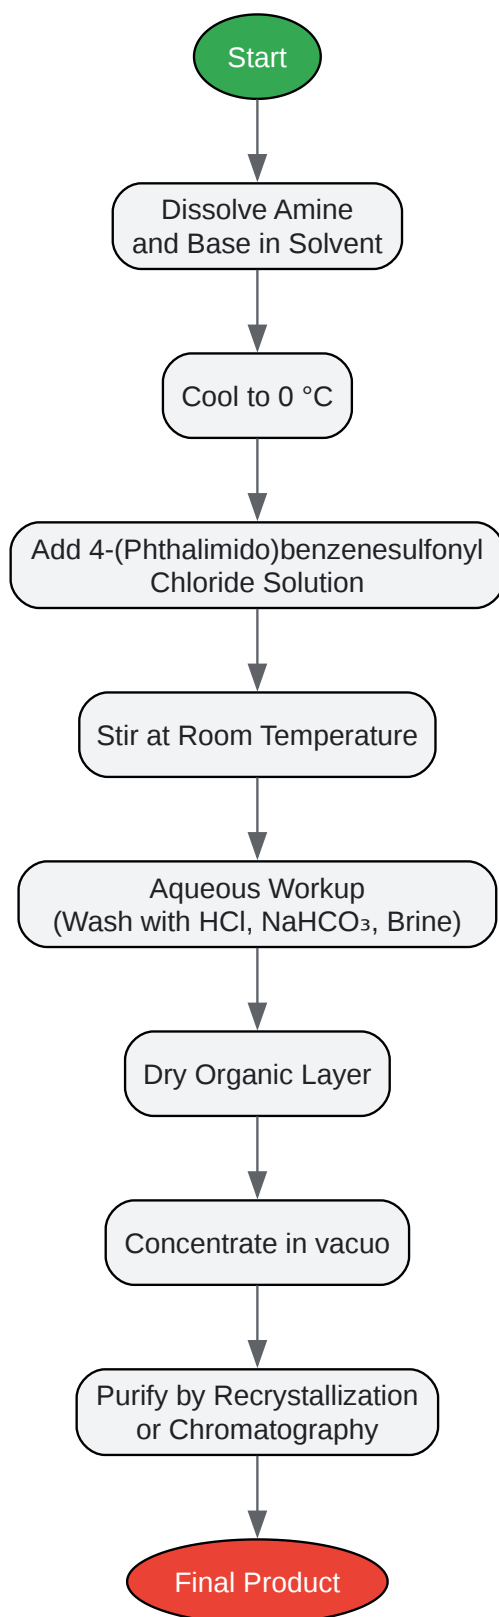 Start
Dissolve Amine
and Base in Solvent
Cool to 0 °C
Add 4-(Phthalimido)benzenesulfonyl
Chloride Solution
Stir at Room Temperature
Aqueous Workup
(Wash with HCl, NaHCO₃, Brine)
Dry Organic Layer
Concentrate in vacuo
Purify by Recrystallization
or Chromatography
Final Product